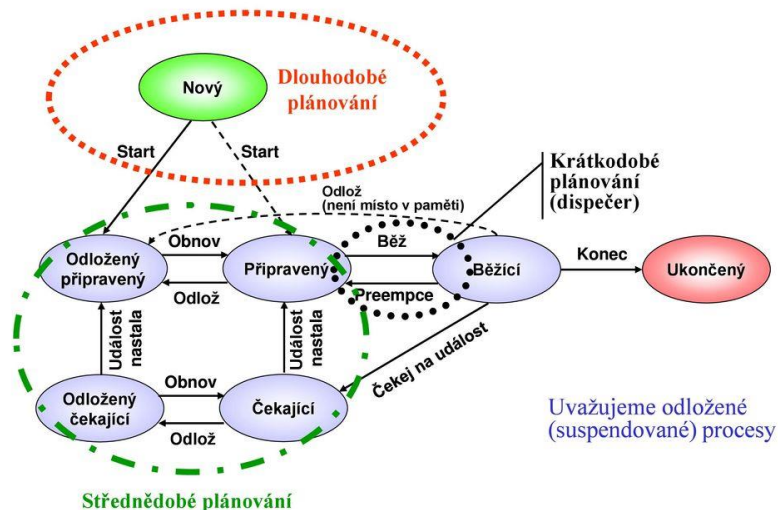 Nový
Dlouhodobé
plánování
Start
Start
Krátkodobé
plánování
(dispečer)
Odlož
(není místo v paměti)
Odložený
připravený
Obnov
Odlož
Připravený
Běž
Preempce
Běžící
Konec
Ukončený
Událost
nastala
Událost
nastala
Čekej na událost
Odložený
čekající
Obnov
Odlož
Čekající
Uvažujeme odložené
(suspendované) procesy
Střednědobé plánování